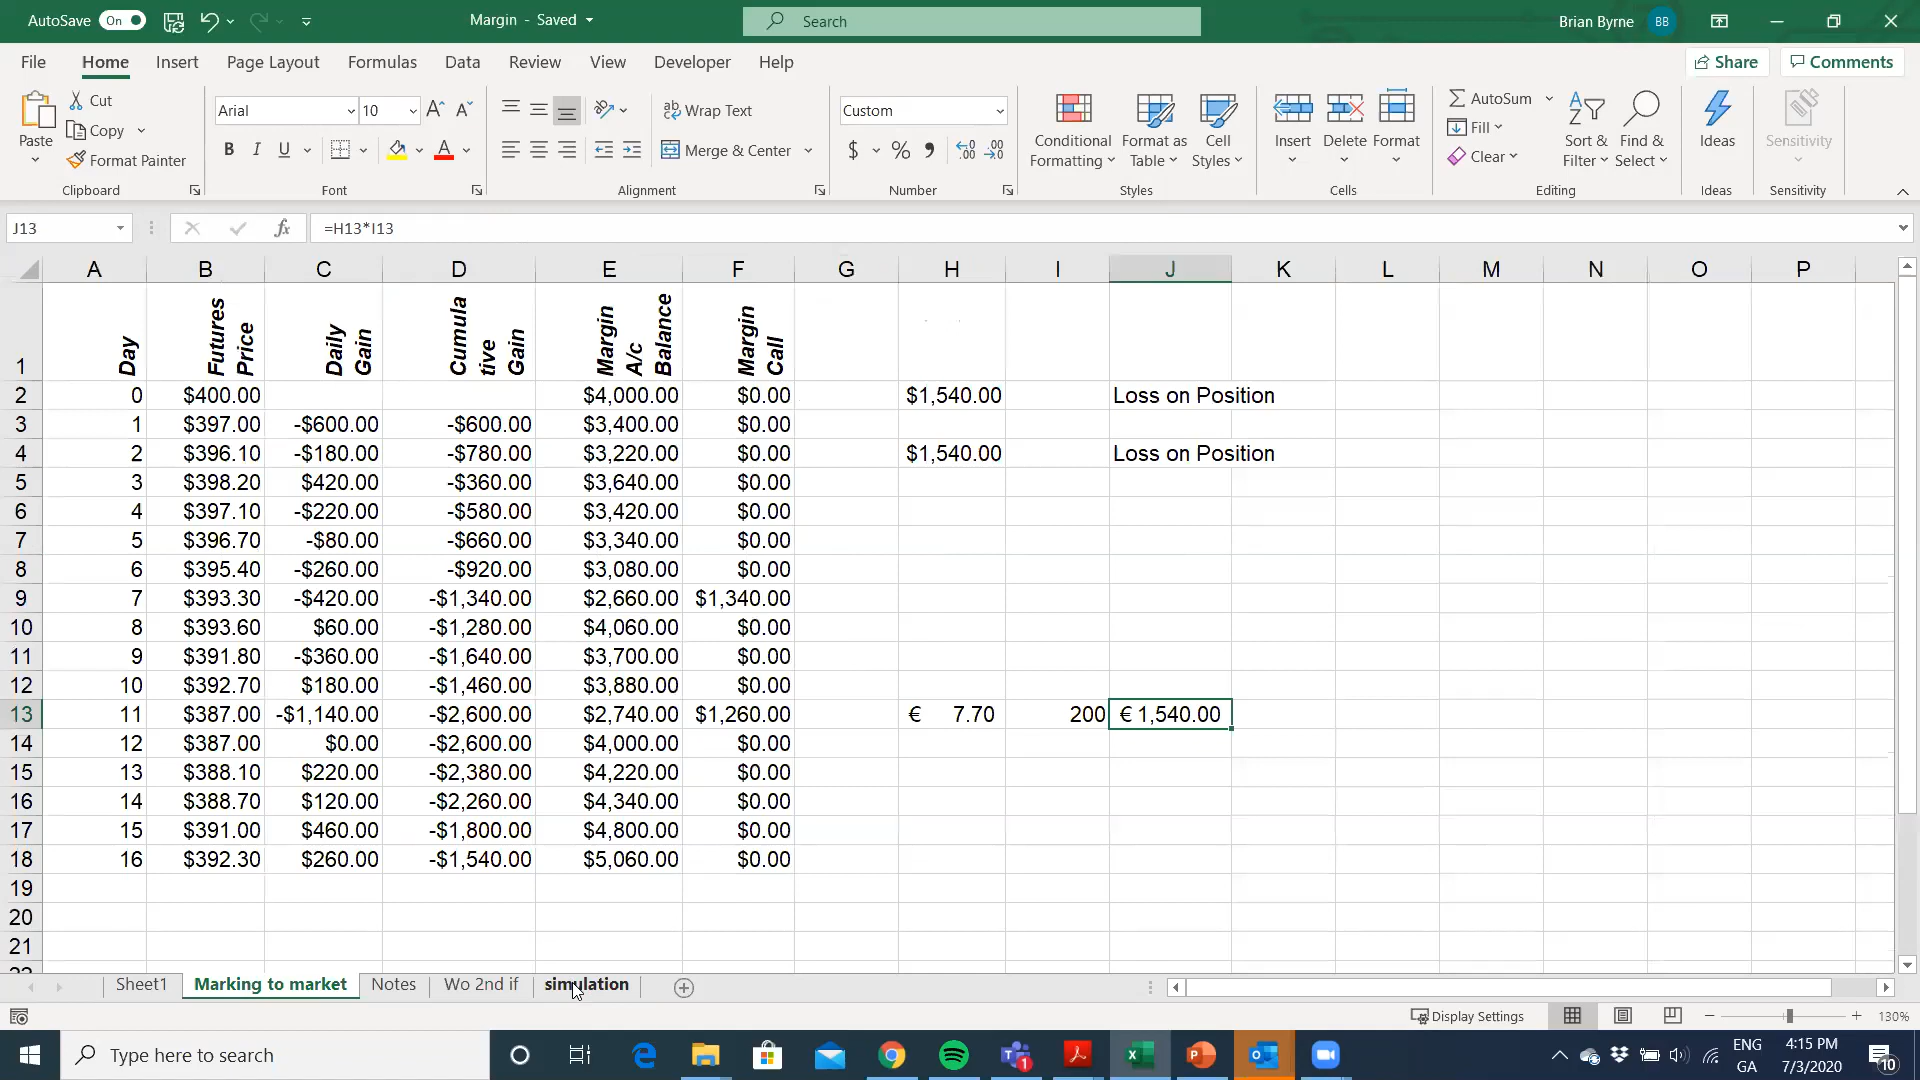 AutoSave On Margin - Saved Search Brian Byrne BB
File Home Insert Page Layout Formulas Data Review View Developer Help Share Comments
Paste Cut Copy Format Painter Clipboard
Arial 10 B I U A Font
Wrap Text Merge & Center Alignment
Custom $ % Number
Conditional Formatting Format as Table Cell Styles Styles
Insert Delete Format Cells
AutoSum Fill Clear Sort & Filter Find & Select Editing
Ideas Ideas
Sensitivity Sensitivity
J13 fx =H13*I13
A B C D E F G H I J K L M N O P
1 Day Futures Price Daily Gain Cumula tive Gain Margin A/c Balance Margin Call
2 0 $400.00 $4,000.00 $0.00 $1,540.00 Loss on Position
3 1 $397.00 -$600.00 -$600.00 $3,400.00 $0.00
4 2 $396.10 -$180.00 -$780.00 $3,220.00 $0.00 $1,540.00 Loss on Position
5 3 $398.20 $420.00 -$360.00 $3,640.00 $0.00
6 4 $397.10 -$220.00 -$580.00 $3,420.00 $0.00
7 5 $396.70 -$80.00 -$660.00 $3,340.00 $0.00
8 6 $395.40 -$260.00 -$920.00 $3,080.00 $0.00
9 7 $393.30 -$420.00 -$1,340.00 $2,660.00 $1,340.00
10 8 $393.60 $60.00 -$1,280.00 $4,060.00 $0.00
11 9 $391.80 -$360.00 -$1,640.00 $3,700.00 $0.00
12 10 $392.70 $180.00 -$1,460.00 $3,880.00 $0.00
13 11 $387.00 -$1,140.00 -$2,600.00 $2,740.00 $1,260.00 € 7.70 200 € 1,540.00
14 12 $387.00 $0.00 -$2,600.00 $4,000.00 $0.00
15 13 $388.10 $220.00 -$2,380.00 $4,220.00 $0.00
16 14 $388.70 $120.00 -$2,260.00 $4,340.00 $0.00
17 15 $391.00 $460.00 -$1,800.00 $4,800.00 $0.00
18 16 $392.30 $260.00 -$1,540.00 $5,060.00 $0.00
19
20
21
Sheet1 Marking to market Notes Wo 2nd if simulation
Display Settings 130%
Type here to search 1 ENG GA 4:15 PM 7/3/2020 10